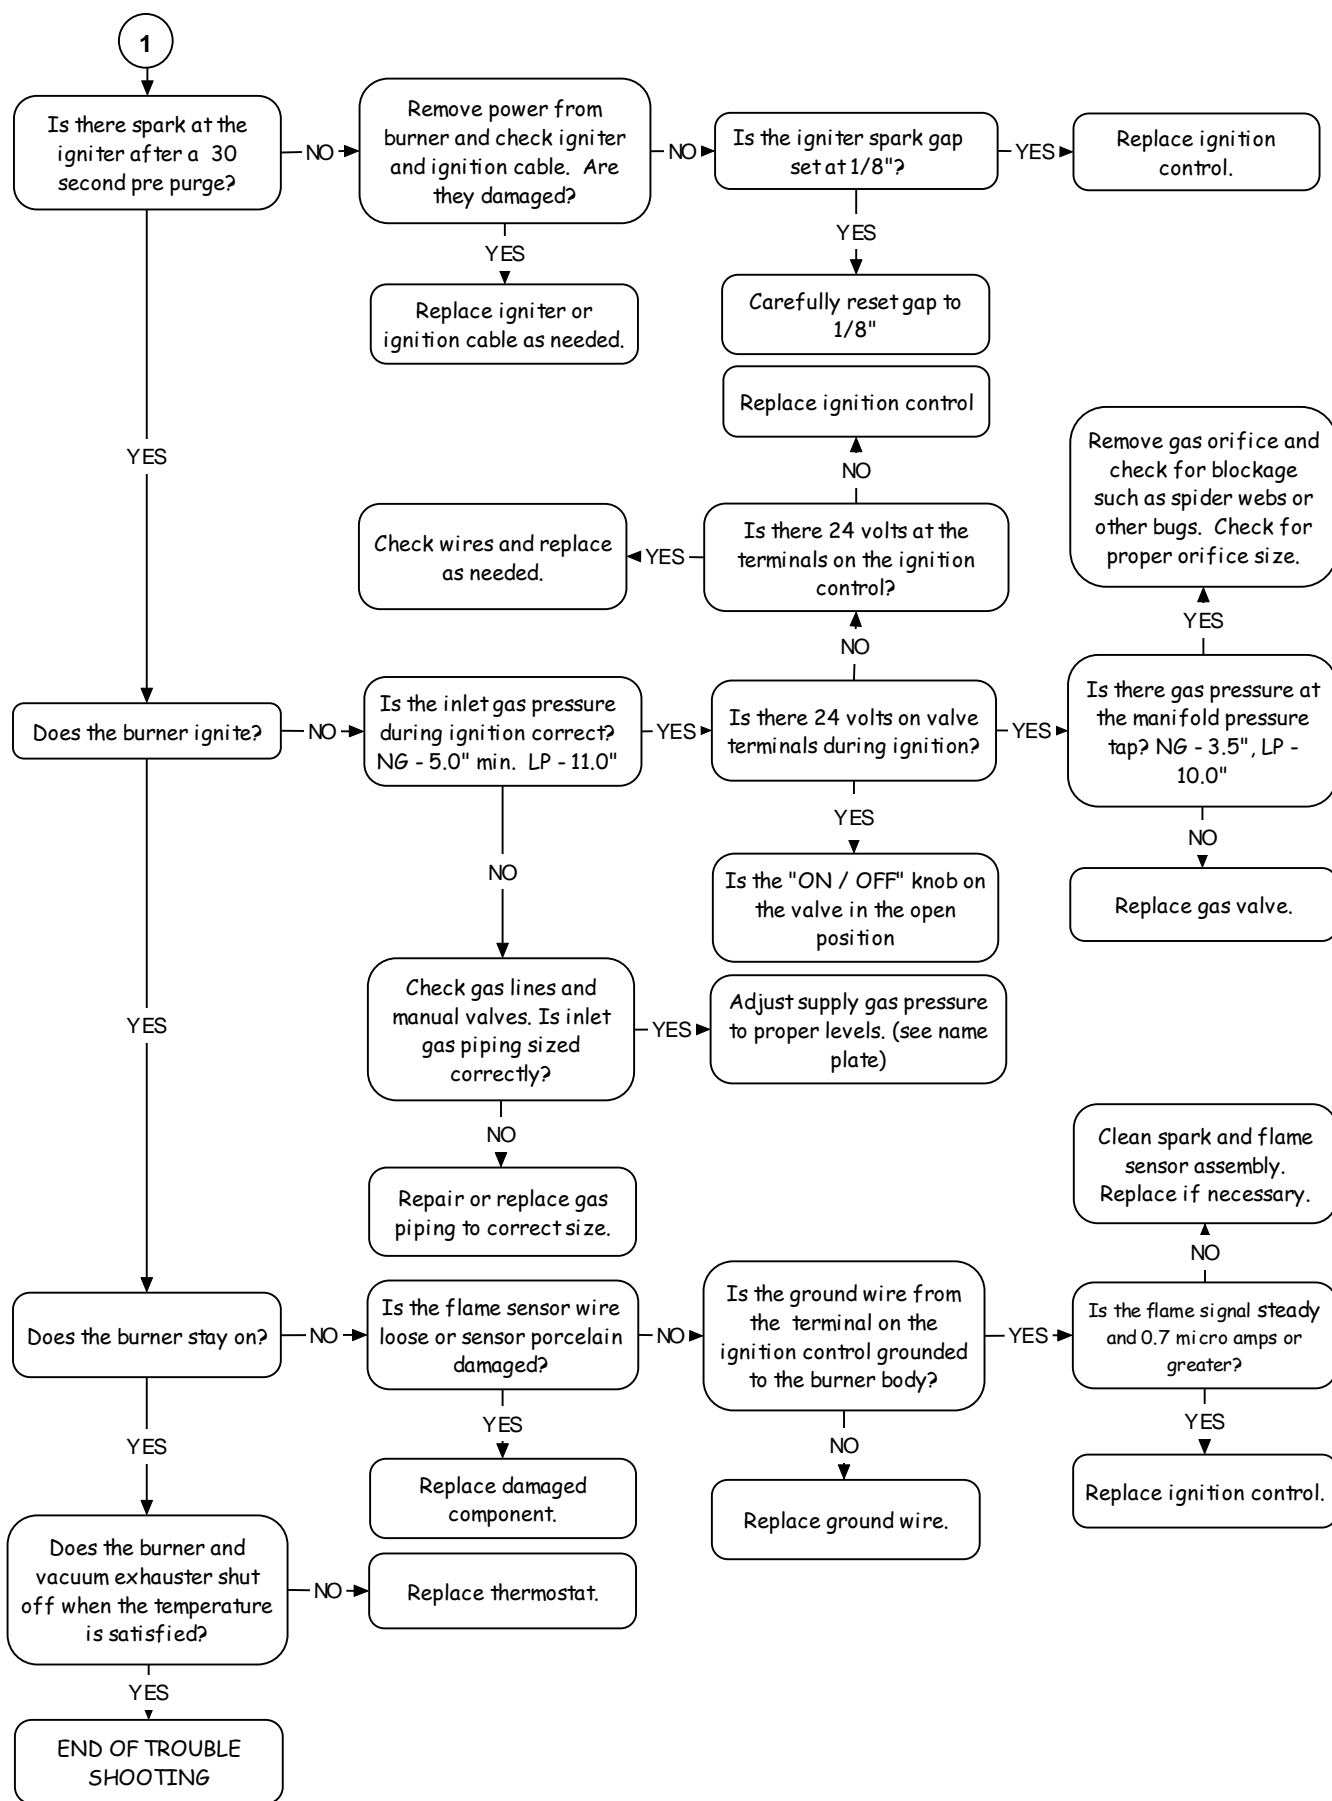 1
Is there spark at the
igniter after a 30
second pre purge?
NO
Remove power from
burner and check igniter
and ignition cable. Are
they damaged?
NO
Is the igniter spark gap
set at 1/8"?
YES
Replace ignition
control.
YES
Replace igniter or
ignition cable as needed.
YES
Carefully reset gap to
1/8"
Replace ignition control
NO
YES
Check wires and replace
as needed.
YES
Is there 24 volts at the
terminals on the ignition
control?
Remove gas orifice and
check for blockage
such as spider webs or
other bugs. Check for
proper orifice size.
YES
NO
Does the burner ignite?
NO
Is the inlet gas pressure
during ignition correct?
NG - 5.0" min. LP - 11.0"
YES
Is there 24 volts on valve
terminals during ignition?
YES
Is there gas pressure at
the manifold pressure
tap? NG - 3.5", LP -
10.0"
YES
NO
Is the "ON / OFF" knob on
the valve in the open
position
Replace gas valve.
NO
Check gas lines and
manual valves. Is inlet
gas piping sized
correctly?
YES
Adjust supply gas pressure
to proper levels. (see name
plate)
YES
NO
Repair or replace gas
piping to correct size.
Clean spark and flame
sensor assembly.
Replace if necessary.
NO
Does the burner stay on?
NO
Is the flame sensor wire
loose or sensor porcelain
damaged?
NO
Is the ground wire from
the terminal on the
ignition control grounded
to the burner body?
YES
Is the flame signal steady
and 0.7 micro amps or
greater?
YES
YES
Replace damaged
component.
NO
Replace ground wire.
YES
Replace ignition control.
Does the burner and
vacuum exhauster shut
off when the temperature
is satisfied?
NO
Replace thermostat.
YES
END OF TROUBLE
SHOOTING